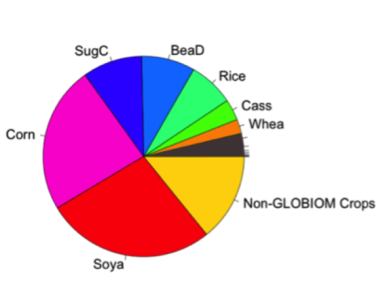 SugC
BeaD
Rice
Cass
Whea
Corn
Non-GLOBIOM Crops
Soya